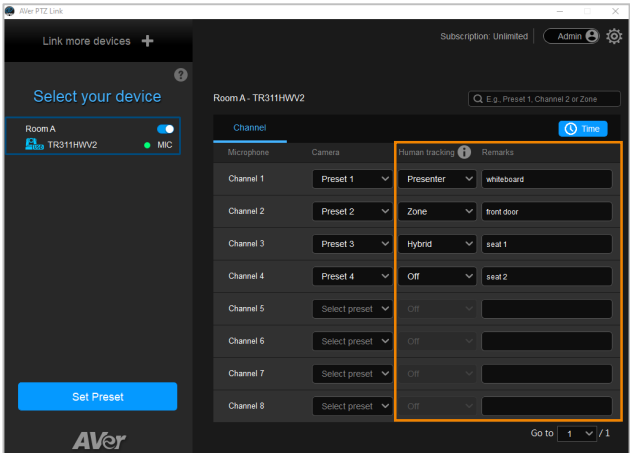 AVer PTZ Link
Link more devices +
Subscription: Unlimited
Admin
Select your device
?
Room A - TR311HWV2
E.g., Preset 1, Channel 2 or Zone
Room A
USB TR311HWV2 MIC
Channel
Time
Microphone Camera Human tracking i Remarks
Channel 1 Preset 1 Presenter whiteboard
Channel 2 Preset 2 Zone front door
Channel 3 Preset 3 Hybrid seat 1
Channel 4 Preset 4 Off seat 2
Channel 5 Select preset Off
Channel 6 Select preset Off
Channel 7 Select preset Off
Channel 8 Select preset Off
Set Preset
Go to 1 / 1
AVer